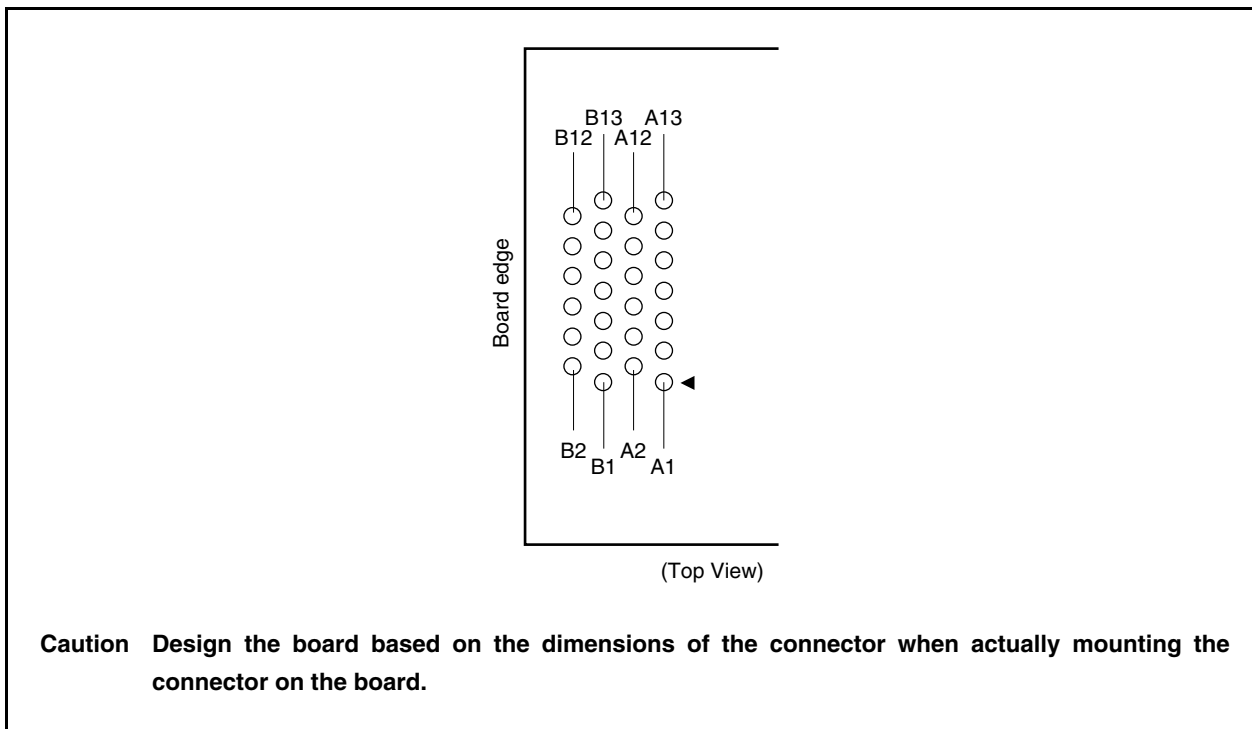 B13 A13
B12 A12
Board edge
B2 A2
B1 A1
(Top View)
Caution Design the board based on the dimensions of the connector when actually mounting the
connector on the board.